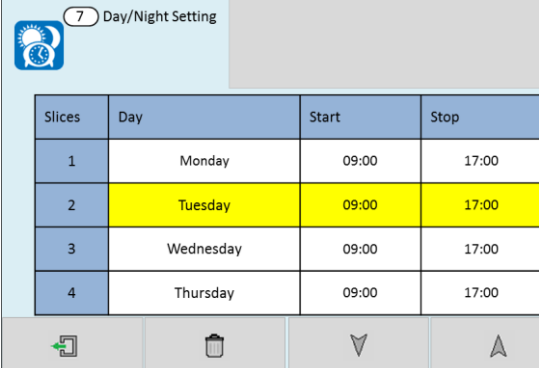 7 Day/Night Setting
Slices Day Start Stop
1 Monday 09:00 17:00
2 Tuesday 09:00 17:00
3 Wednesday 09:00 17:00
4 Thursday 09:00 17:00